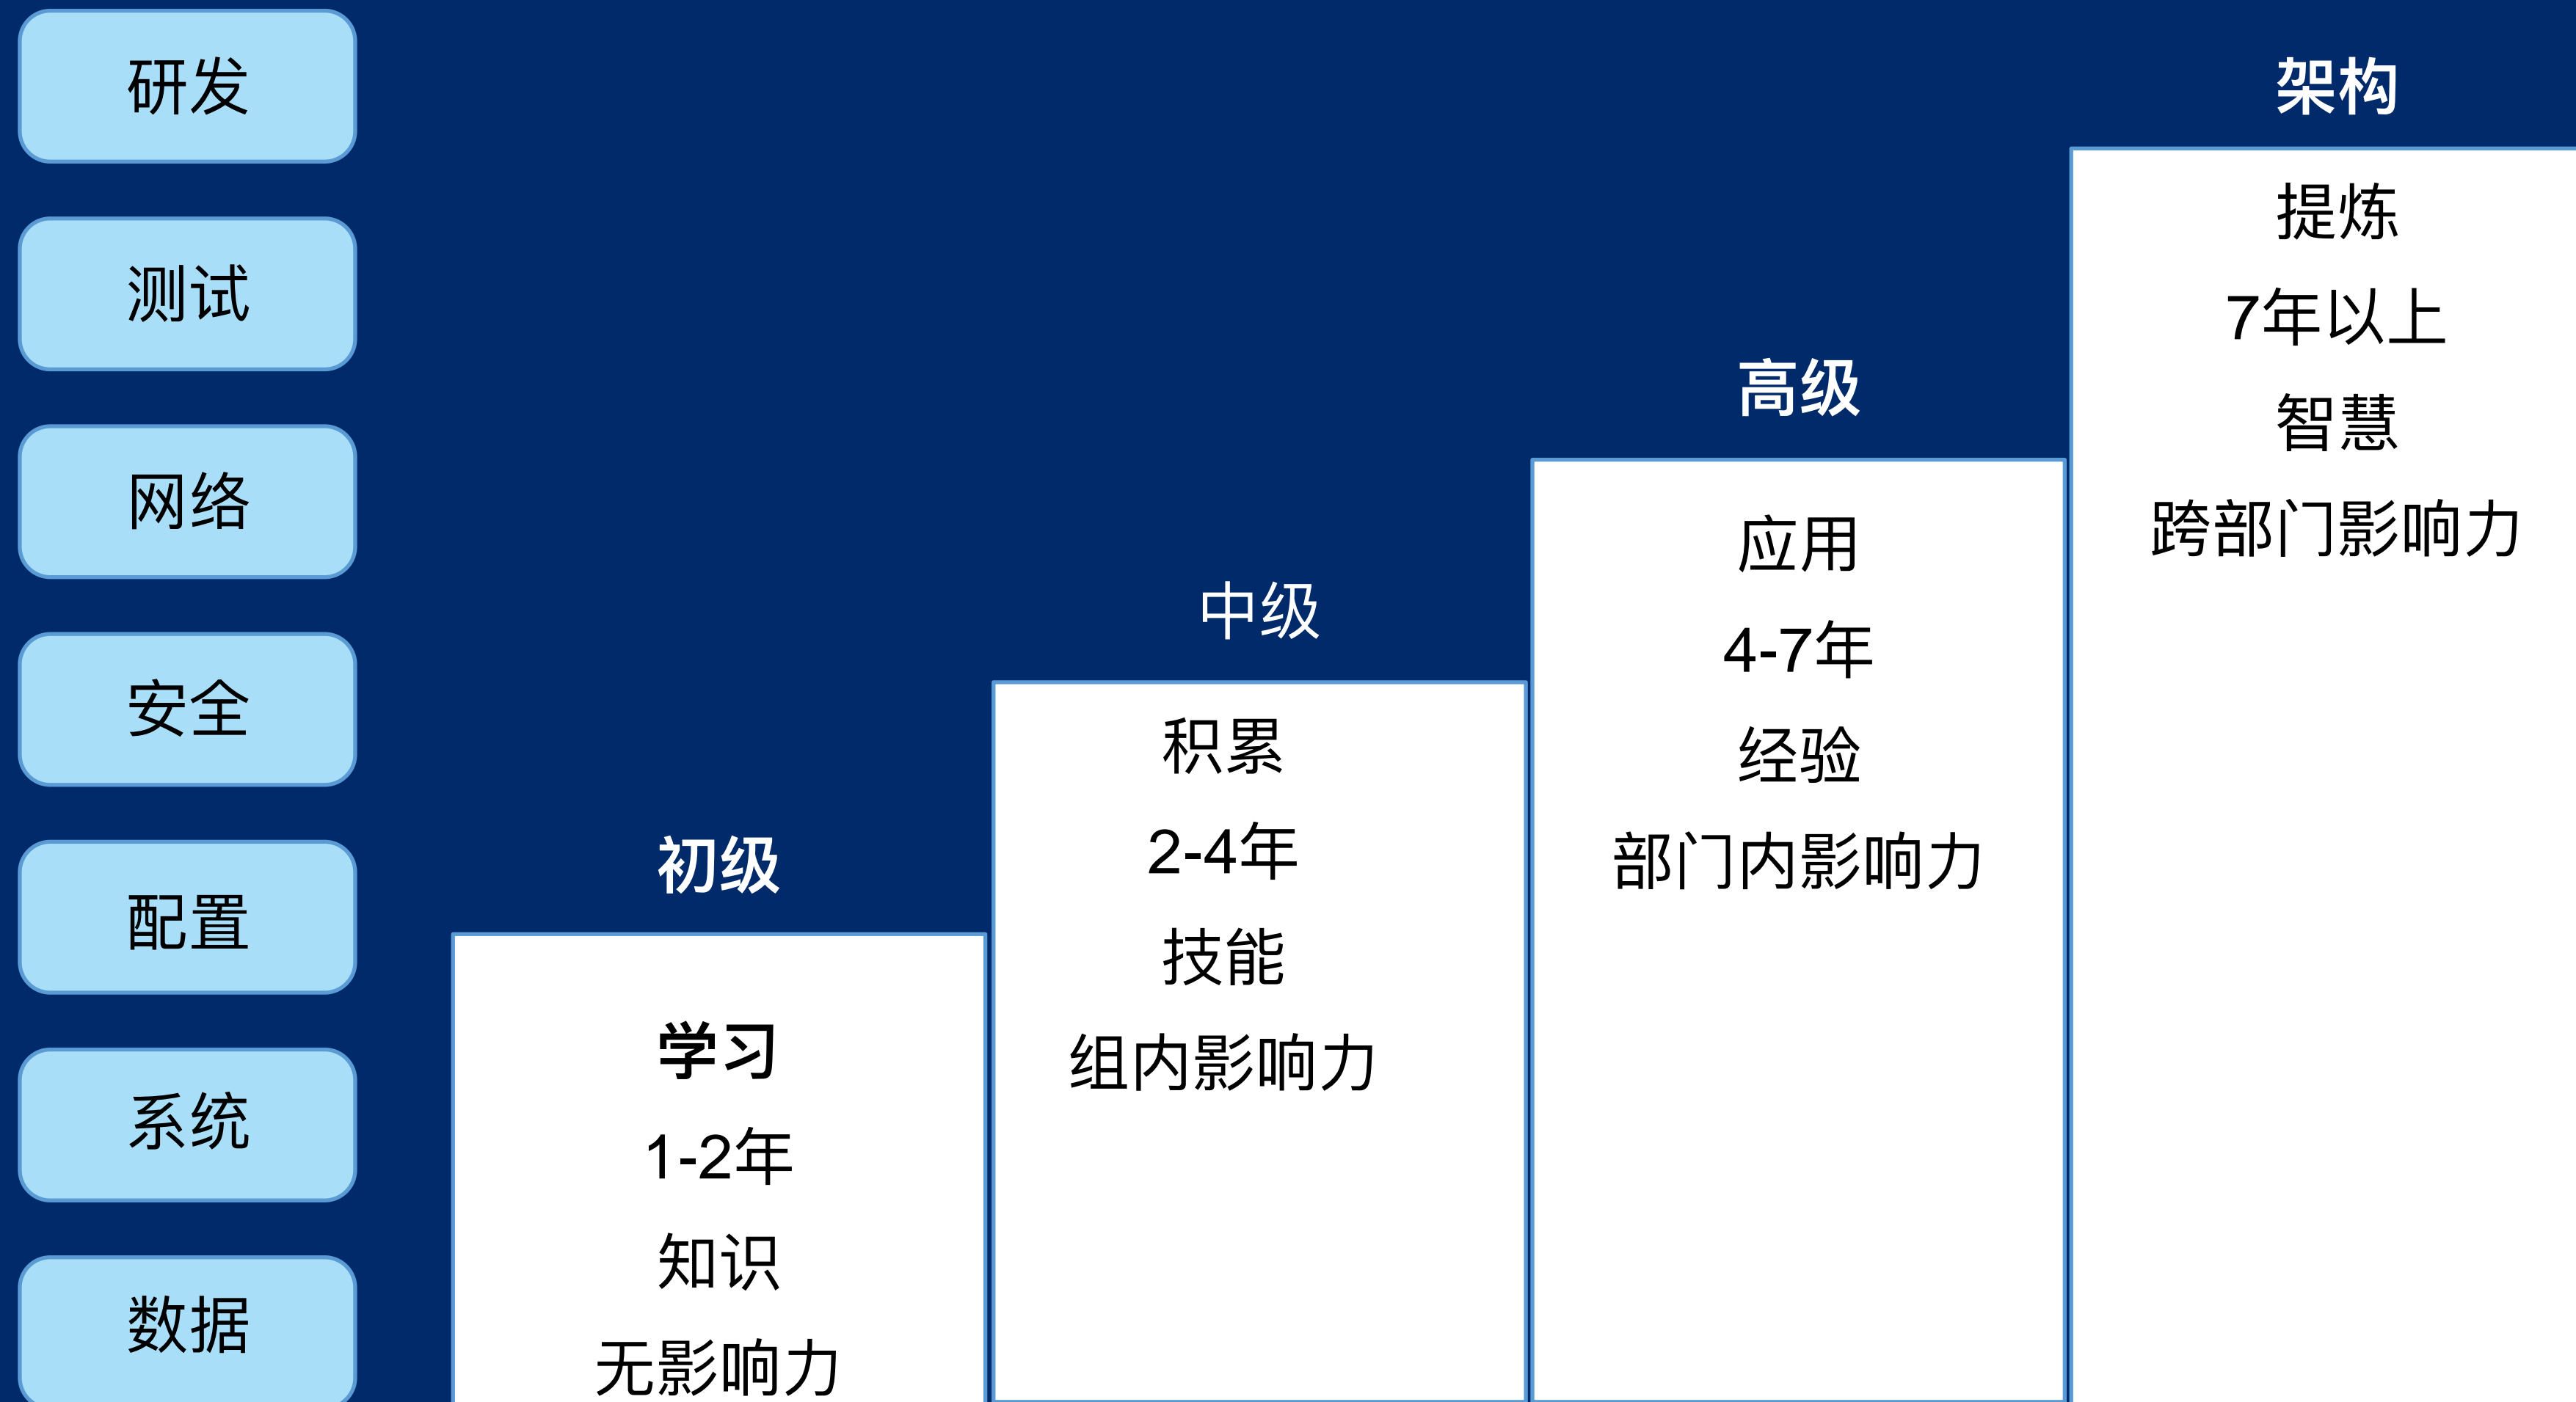 研发
测试
网络
安全
配置
系统
数据
初级
学习
1-2年
知识
无影响力
中级
积累
2-4年
技能
组内影响力
高级
应用
4-7年
经验
部门内影响力
架构
提炼
7年以上
智慧
跨部门影响力